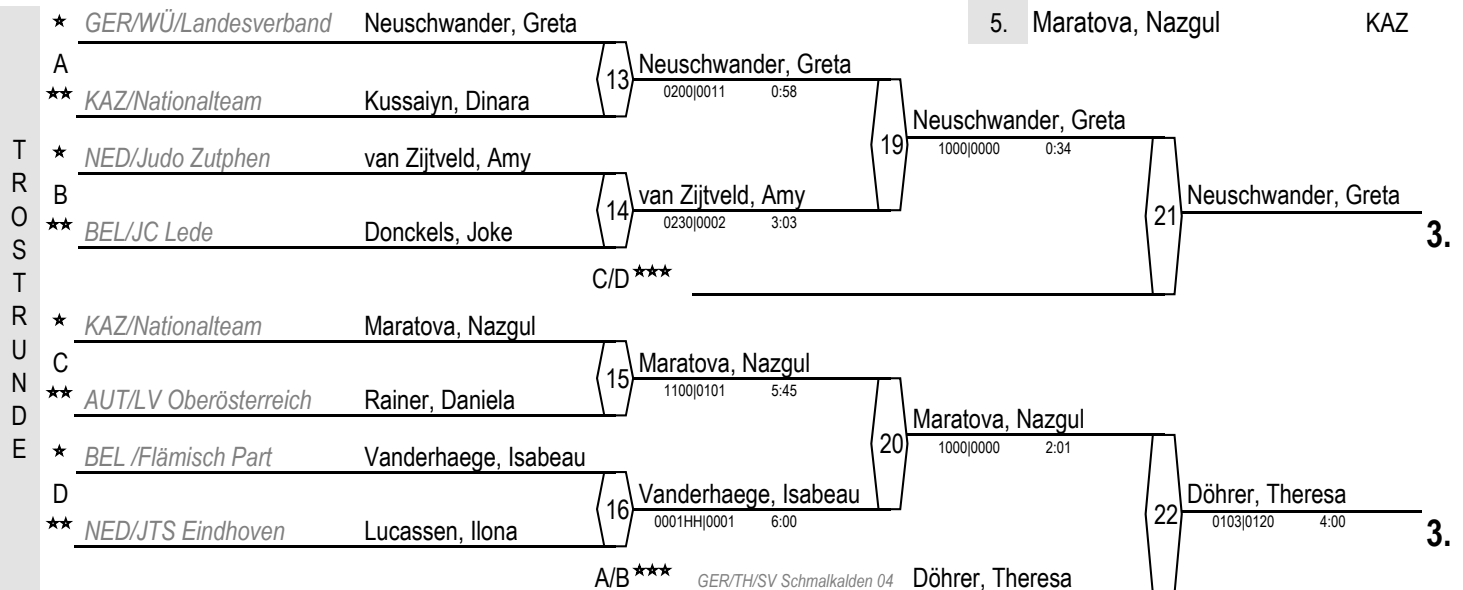 ★ GER/WÜ/Landesverband Neuschwander, Greta 5. Maratova, Nazgul KAZ
A
13 Neuschwander, Greta
0200|0011 0:58
★★ KAZ/Nationalteam Kussaiyn, Dinara
19 Neuschwander, Greta
1000|0000 0:34
★ NED/Judo Zutphen van Zijtveld, Amy
B
14 van Zijtveld, Amy
0230|0002 3:03
★★ BEL/JC Lede Donckels, Joke
21 Neuschwander, Greta
3.
C/D ★★★
TROSTRUNDE
★ KAZ/Nationalteam Maratova, Nazgul
C
15 Maratova, Nazgul
1100|0101 5:45
★★ AUT/LV Oberösterreich Rainer, Daniela
20 Maratova, Nazgul
1000|0000 2:01
★ BEL /Flämisch Part Vanderhaege, Isabeau
D
16 Vanderhaege, Isabeau
0001HH|0001 6:00
★★ NED/JTS Eindhoven Lucassen, Ilona
22 Döhrer, Theresa
0103|0120 4:00
3.
A/B ★★★ GER/TH/SV Schmalkalden 04 Döhrer, Theresa